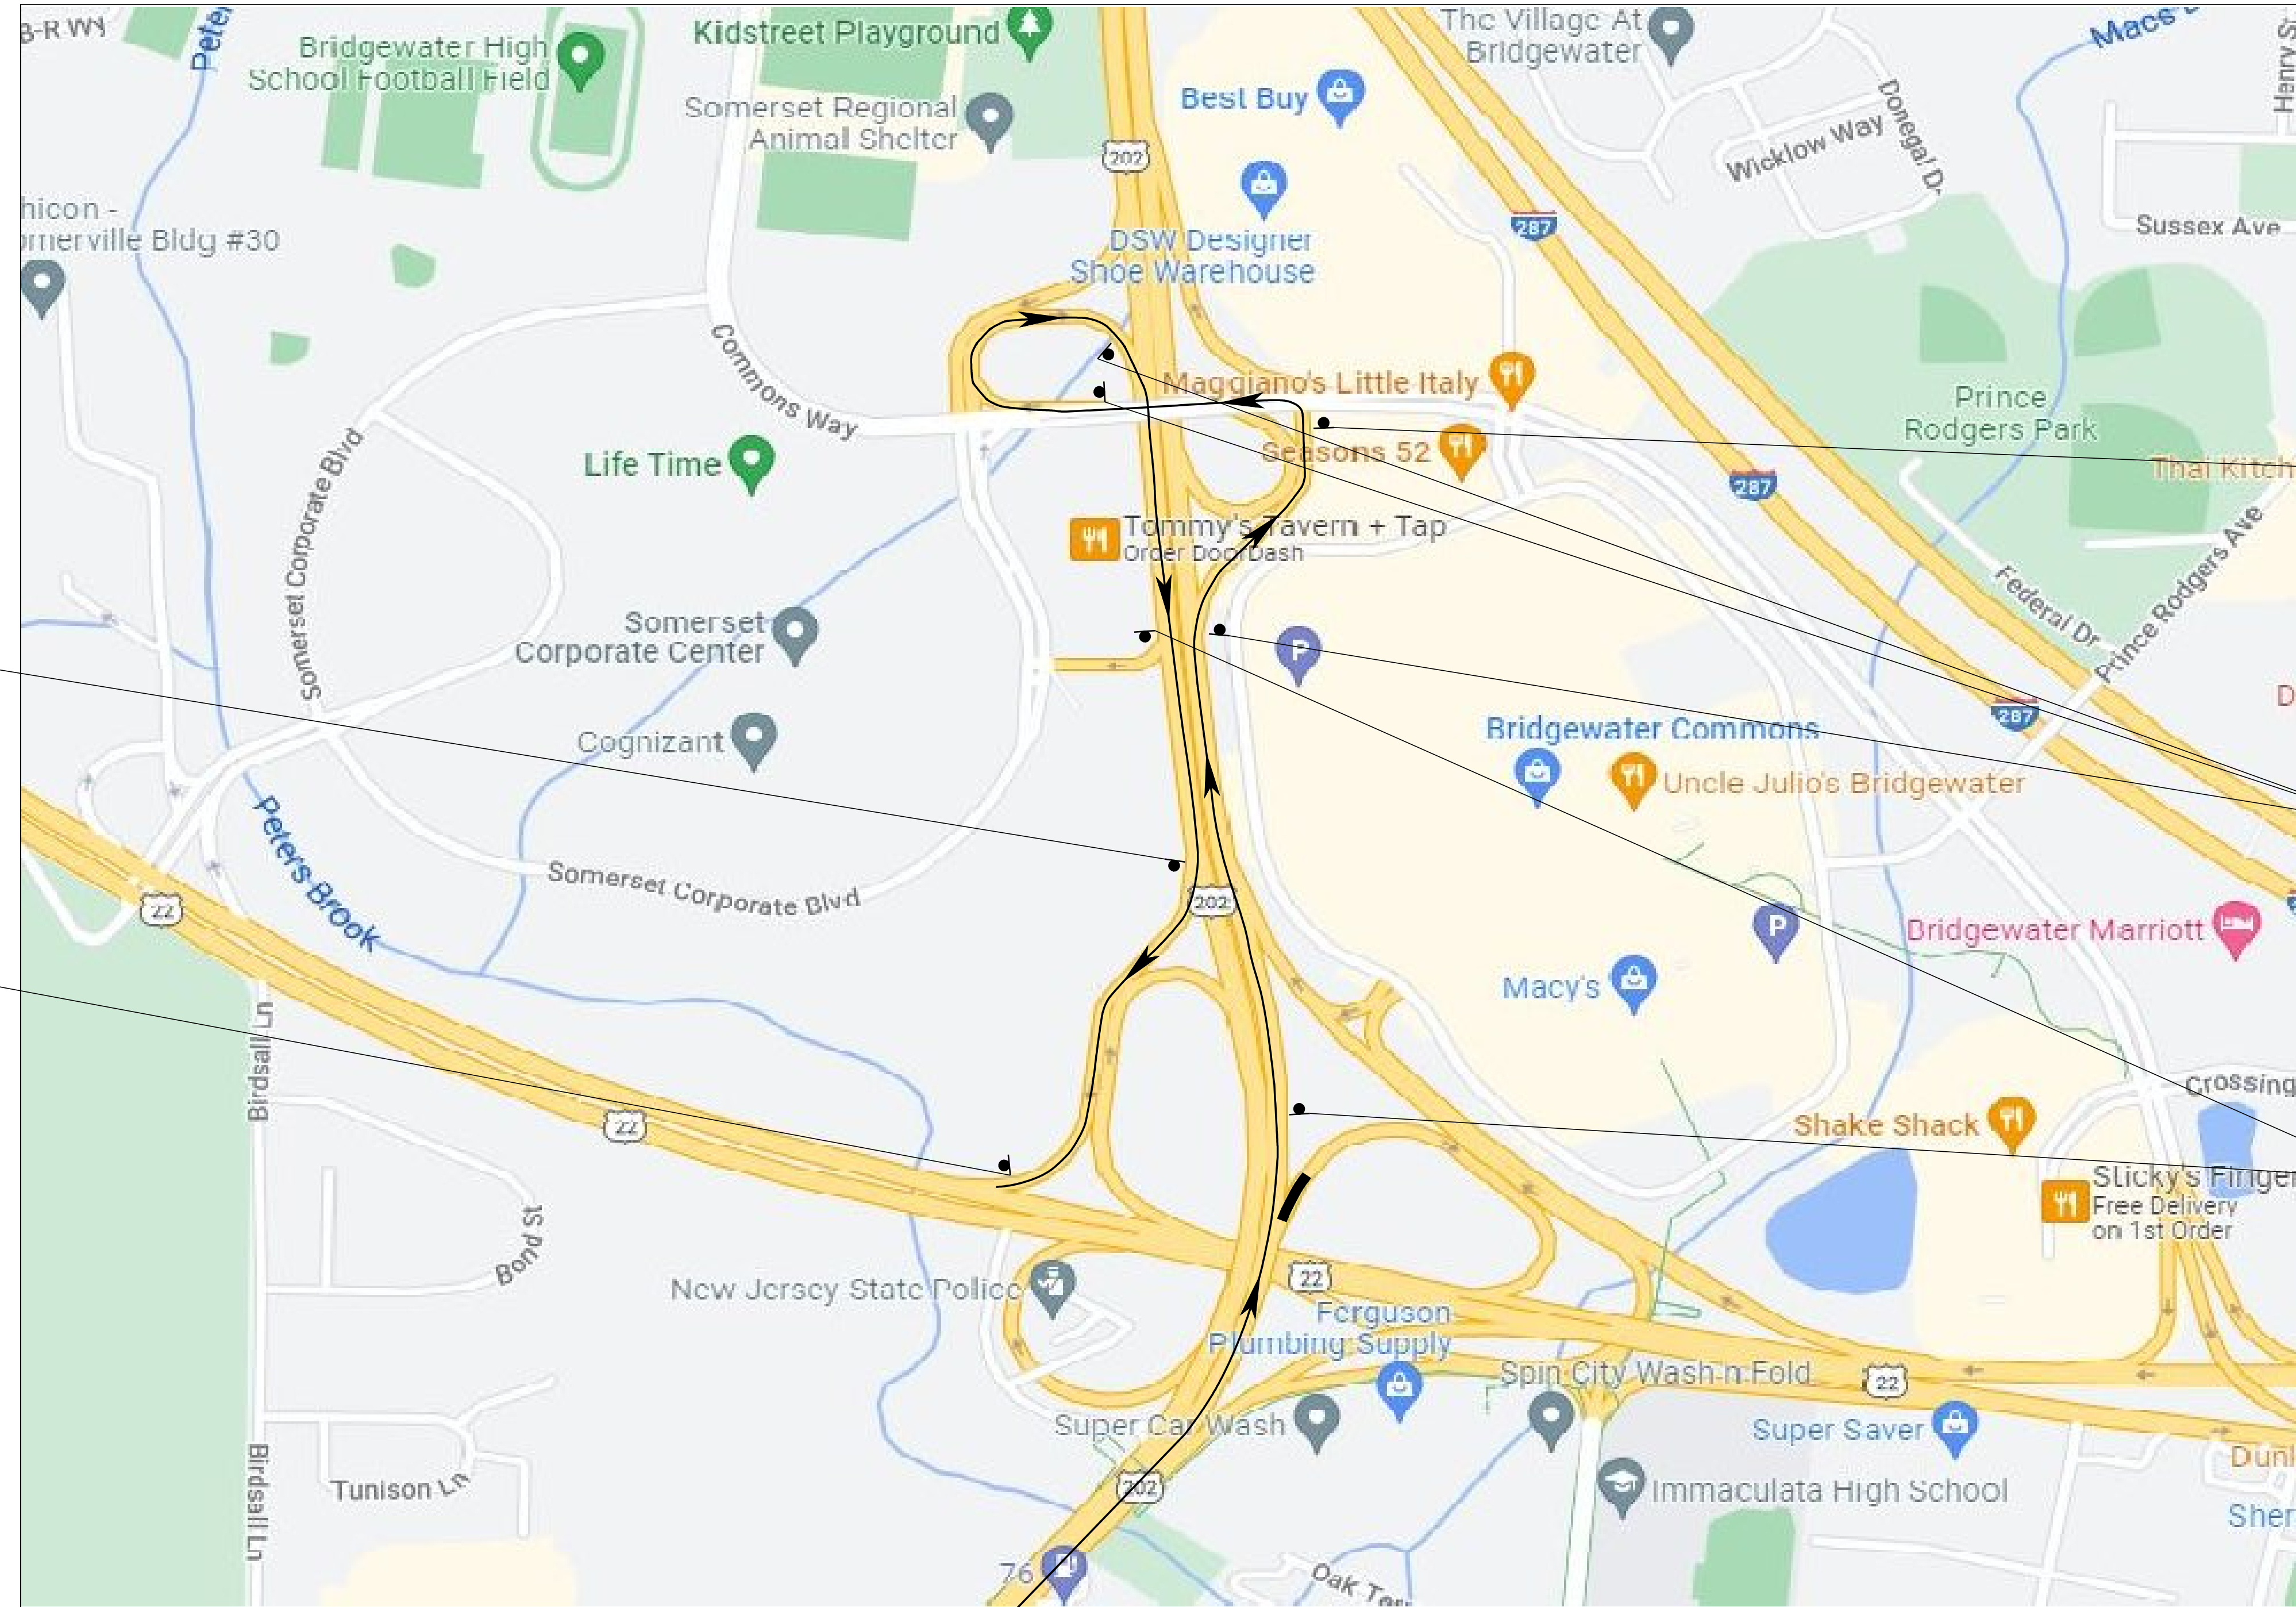 B-R WY
Peter
Bridgewater High
School Football Field
Kidstreet Playground
Somerset Regional
Animal Shelter
202
Best Buy
The Village At
Bridgewater
Donegal Dr
Wicklow Way
Henry St
Sussex Ave
hicon -
omerville Bldg #30
DSW Designer
Shoe Warehouse
287
Commons Way
Maggiano's Little Italy
Prince
Rodgers Park
Life Time
Seasons 52
287
Thai Kitch
Somerset Corporate Blvd
Tommy's Tavern + Tap
Order DoorDash
Federal Dr
Prince Rodgers Ave
Somerset
Corporate Center
P
287
D
Cognizant
Bridgewater Commons
Uncle Julio's Bridgewater
Peters Brook
Somerset Corporate Blvd
22
202
P
Bridgewater Marriott
Macy's
Birdsall Ln
22
Shake Shack
Crossing
Sticky's Finger
Free Delivery
on 1st Order
Bond St
New Jersey State Police
22
Ferguson
Plumbing Supply
Spin City Wash n Fold
22
Super Car Wash
Super Saver
Dunk
Birdsall Ln
Tunison Ln
202
Immaculata High School
Sher
76
Oak Terr